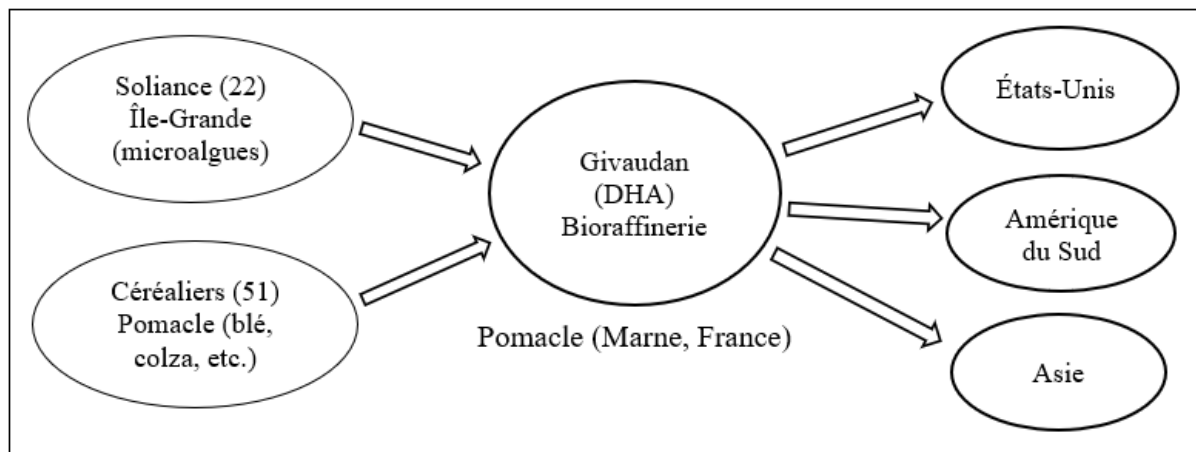 Soliance (22)
Île-Grande
(microalgues)
Céréaliers (51)
Pomacle (blé,
colza, etc.)
Givaudan
(DHA)
Bioraffinerie
Pomacle (Marne, France)
États-Unis
Amérique
du Sud
Asie